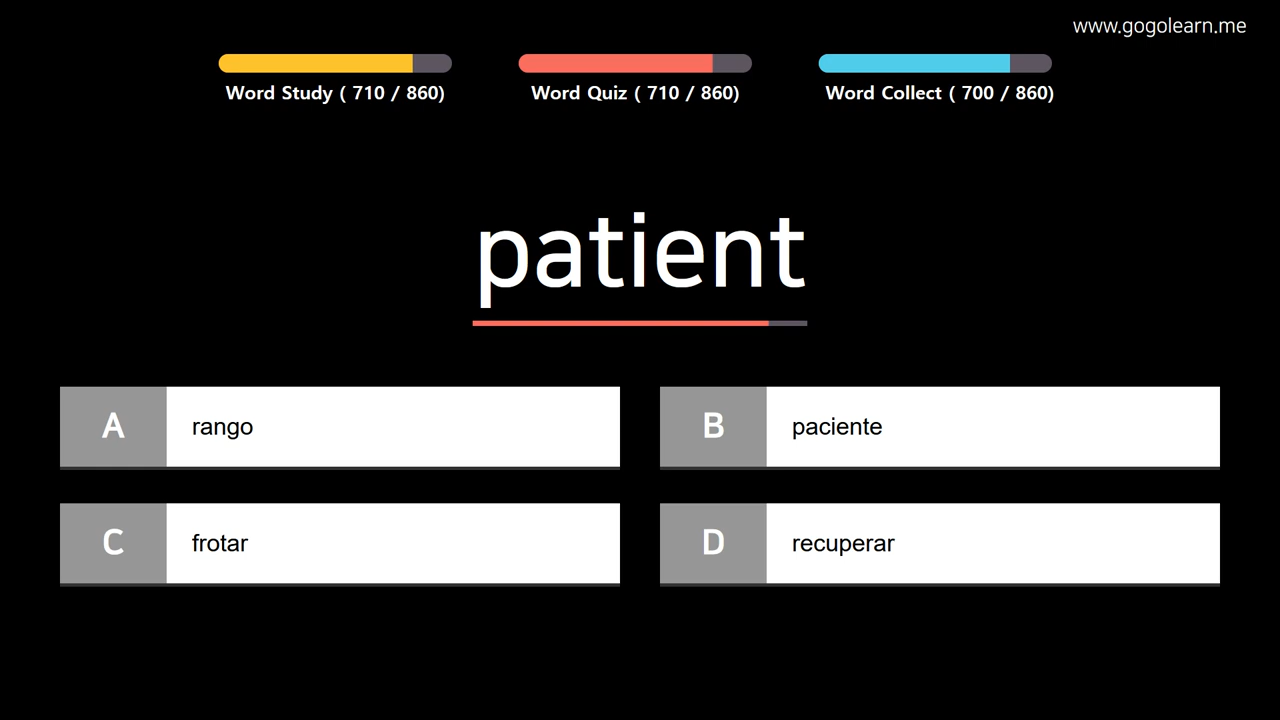 www.gogolearn.me
Word Study ( 710 / 860)
Word Quiz ( 710 / 860)
Word Collect ( 700 / 860)
patient
A rango
B paciente
C frotar
D recuperar